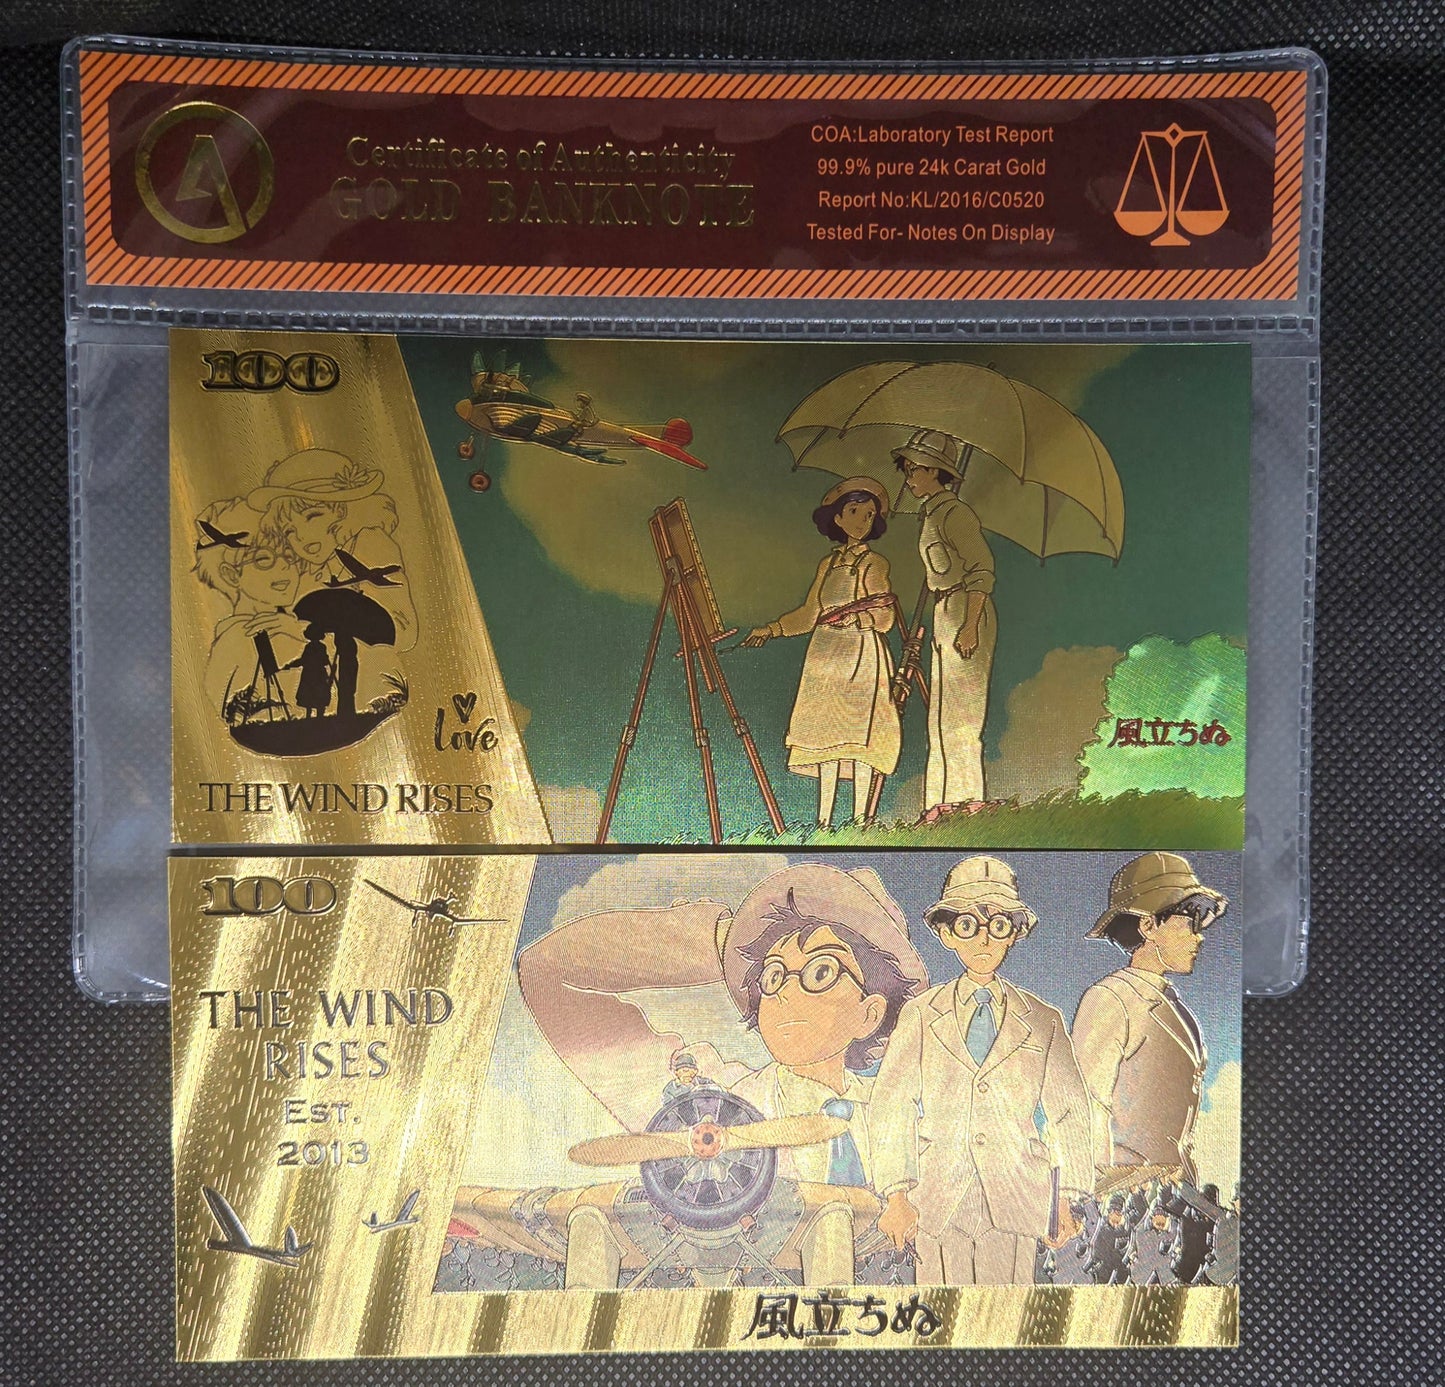 A
Certificate of Authenticity
GOLD BANKNOTE
COA:Laboratory Test Report
99.9% pure 24k Carat Gold
Report No:KL/2016/C0520
Tested For- Notes On Display
100
love
THE WIND RISES
風立ちぬ
100
THE WIND
RISES
EST.
2013
風立ちぬ